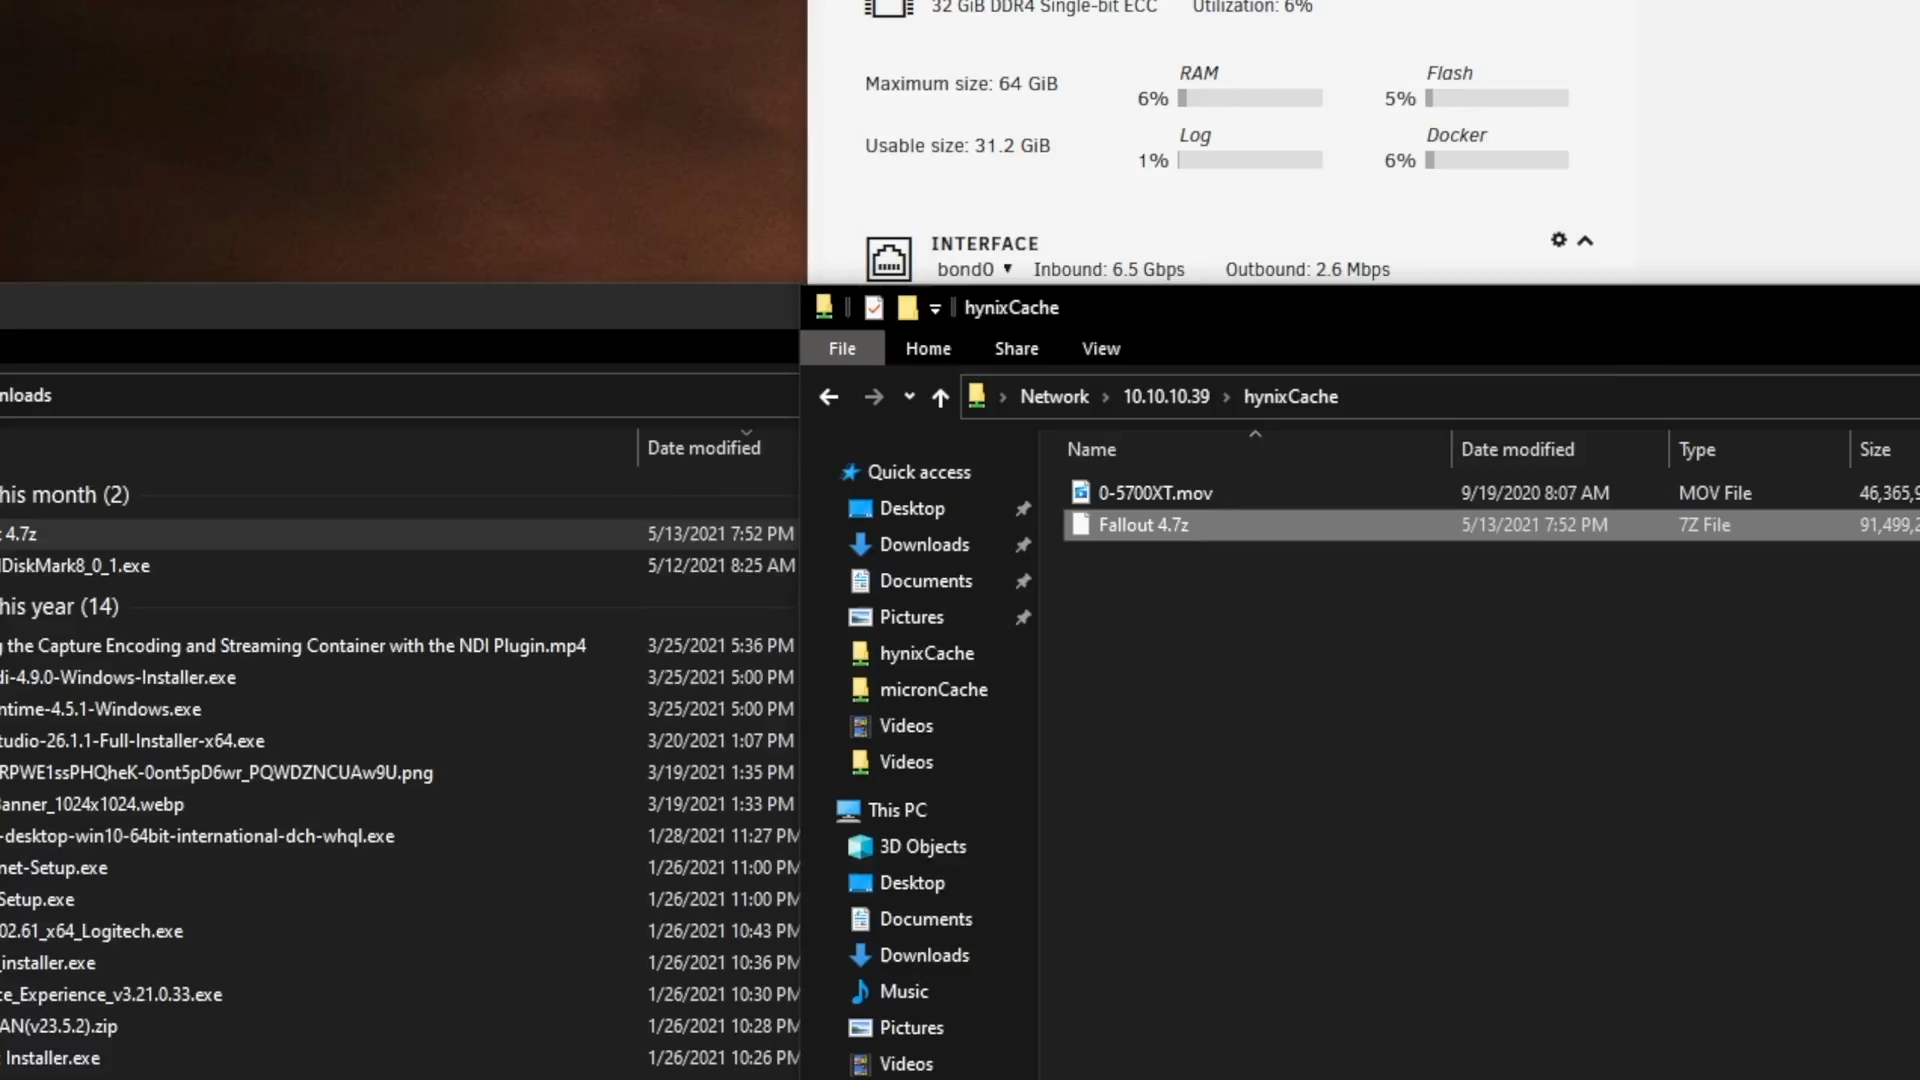 32 GiB DDR4 Single-bit ECC Utilization: 6%
RAM Flash
Maximum size: 64 GiB 6% 5%
Log Docker
Usable size: 31.2 GiB 1% 6%
INTERFACE
bond0 Inbound: 6.5 Gbps Outbound: 2.6 Mbps
nloads
Date modified
his month (2)
4.7z 5/13/2021 7:52 PM
lDiskMark8_0_1.exe 5/12/2021 8:25 AM
his year (14)
g the Capture Encoding and Streaming Container with the NDI Plugin.mp4 3/25/2021 5:36 PM
di-4.9.0-Windows-Installer.exe 3/25/2021 5:00 PM
ntime-4.5.1-Windows.exe 3/25/2021 5:00 PM
tudio-26.1.1-Full-Installer-x64.exe 3/20/2021 1:07 PM
RPWE1ssPHQheK-0ont5pD6wr_PQWDZNCUAw9U.png 3/19/2021 1:35 PM
anner_1024x1024.webp 3/19/2021 1:33 PM
-desktop-win10-64bit-international-dch-whql.exe 1/28/2021 11:27 PM
net-Setup.exe 1/26/2021 11:00 PM
Setup.exe 1/26/2021 11:00 PM
02.61_x64_Logitech.exe 1/26/2021 10:43 PM
_installer.exe 1/26/2021 10:36 PM
ce_Experience_v3.21.0.33.exe 1/26/2021 10:30 PM
AN(v23.5.2).zip 1/26/2021 10:28 PM
Installer.exe 1/26/2021 10:26 PM
hynixCache
File Home Share View
Network 10.10.10.39 hynixCache
Quick access
Desktop
Downloads
Documents
Pictures
hynixCache
micronCache
Videos
Videos
This PC
3D Objects
Desktop
Documents
Downloads
Music
Pictures
Videos
Name Date modified Type Size
0-5700XT.mov 9/19/2020 8:07 AM MOV File 46,365,9
Fallout 4.7z 5/13/2021 7:52 PM 7Z File 91,499,2